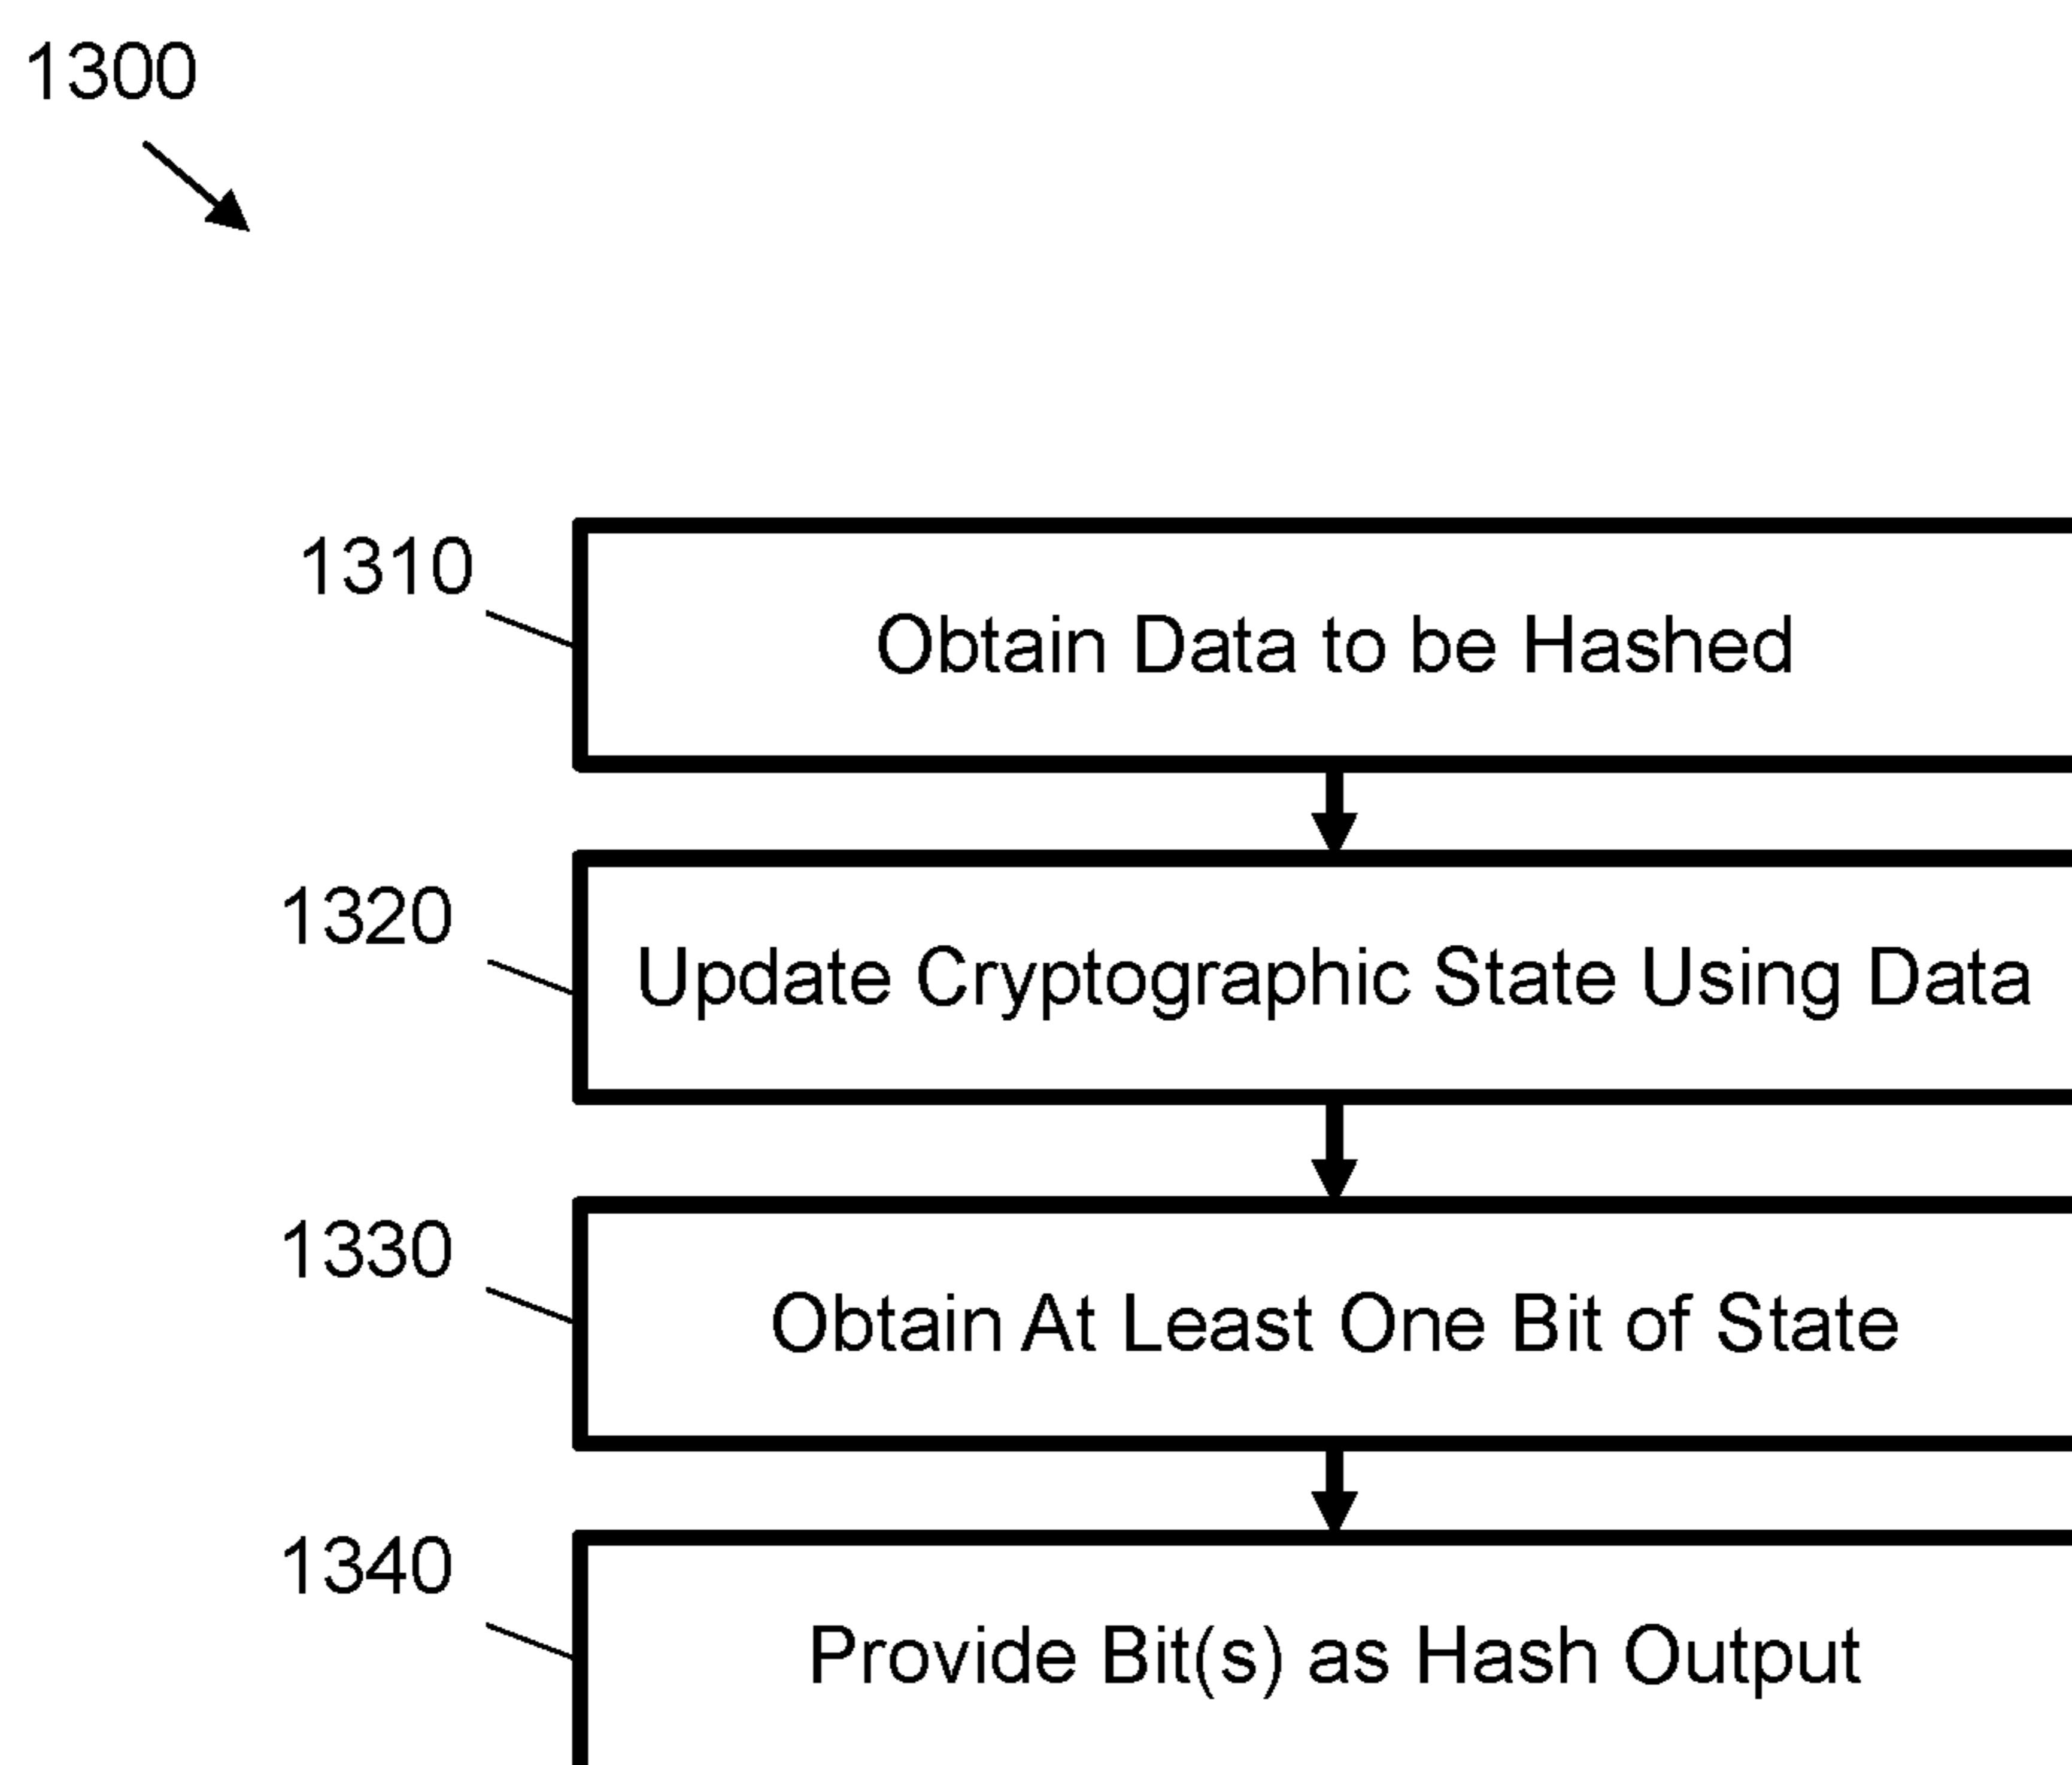 1300
1310
Obtain Data to be Hashed
1320
Update Cryptographic State Using Data
1330
Obtain At Least One Bit of State
1340
Provide Bit(s) as Hash Output